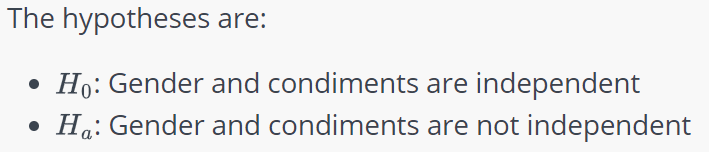 The hypotheses are:
• H₀: Gender and condiments are independent
• Hₐ: Gender and condiments are not independent